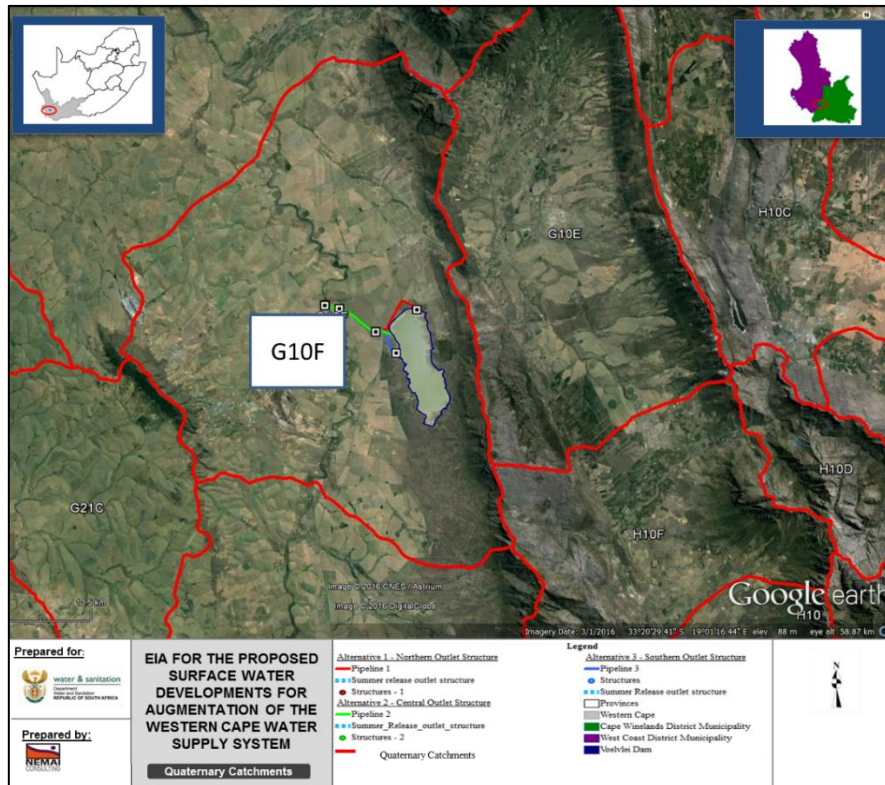 N
H10C
G10E
G10F
H10D
G21C
H10F
Image © 2016 CNES / Astrium
Image © 2016 DigitalGlobe
Google earth
H10
Imagery Date: 3/1/2016 33°20'29.41" S 19°01'16.44" E elev 88 m eye alt 58.87 km
Prepared for:
water & sanitation
Department:
Water and Sanitation
REPUBLIC OF SOUTH AFRICA
Prepared by:
NEMAI
CONSULTING
EIA FOR THE PROPOSED
SURFACE WATER
DEVELOPMENTS FOR
AUGMENTATION OF THE
WESTERN CAPE WATER
SUPPLY SYSTEM
Quaternary Catchments
Legend
Alternative 1 - Northern Outlet Structure
Pipeline 1
Summer release outlet structure
Structures - 1
Alternative 2 - Central Outlet Structure
Pipeline 2
Summer_Release_outlet_structure
Structures - 2
Quaternary Catchments
Alternative 3 - Southern Outlet Structure
Pipeline 3
Structures
Summer Release outlet structure
Provinces
Western Cape
Cape Winelands District Municipality
West Coast District Municipality
Voelvlei Dam
N